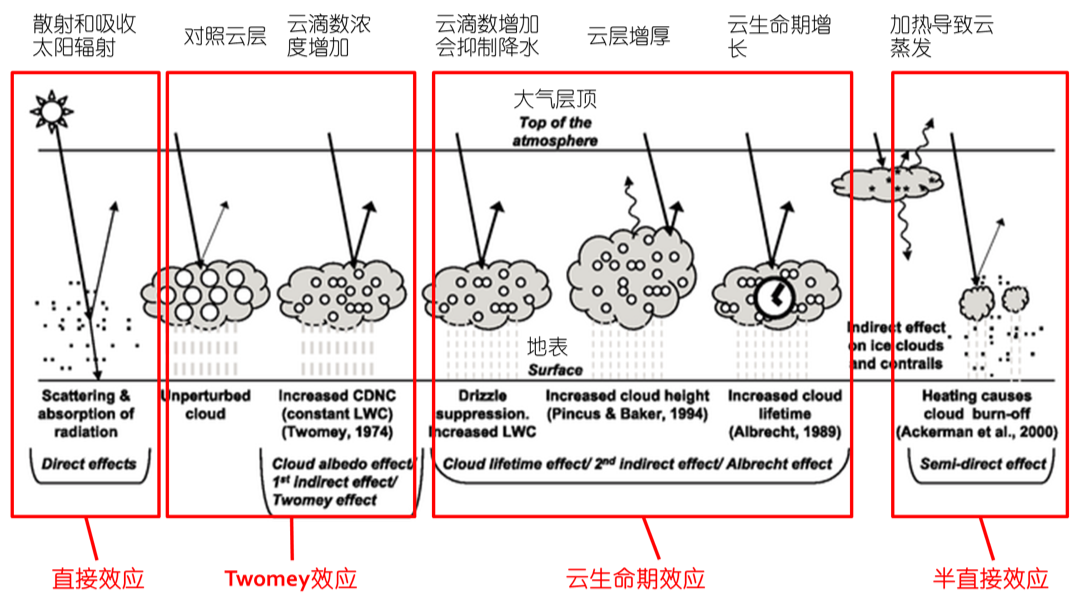 散射和吸收
太阳辐射
对照云层
云滴数浓
度增加
云滴数增加
会抑制降水
云层增厚
云生命期增
长
加热导致云
蒸发
大气层顶
Top of the
atmosphere
地表
Surface
Indirect effect
on ice clouds
and contrails
Scattering &
absorption of
radiation
Unperturbed
cloud
Increased CDNC
(constant LWC)
(Twomey, 1974)
Drizzle
suppression.
Increased LWC
Increased cloud height
(Pincus & Baker, 1994)
Increased cloud
lifetime
(Albrecht, 1989)
Heating causes
cloud burn-off
(Ackerman et al., 2000)
Direct effects
Cloud albedo effect/
1st indirect effect/
Twomey effect
Cloud lifetime effect/ 2nd indirect effect/ Albrecht effect
Semi-direct effect
直接效应
Twomey效应
云生命期效应
半直接效应